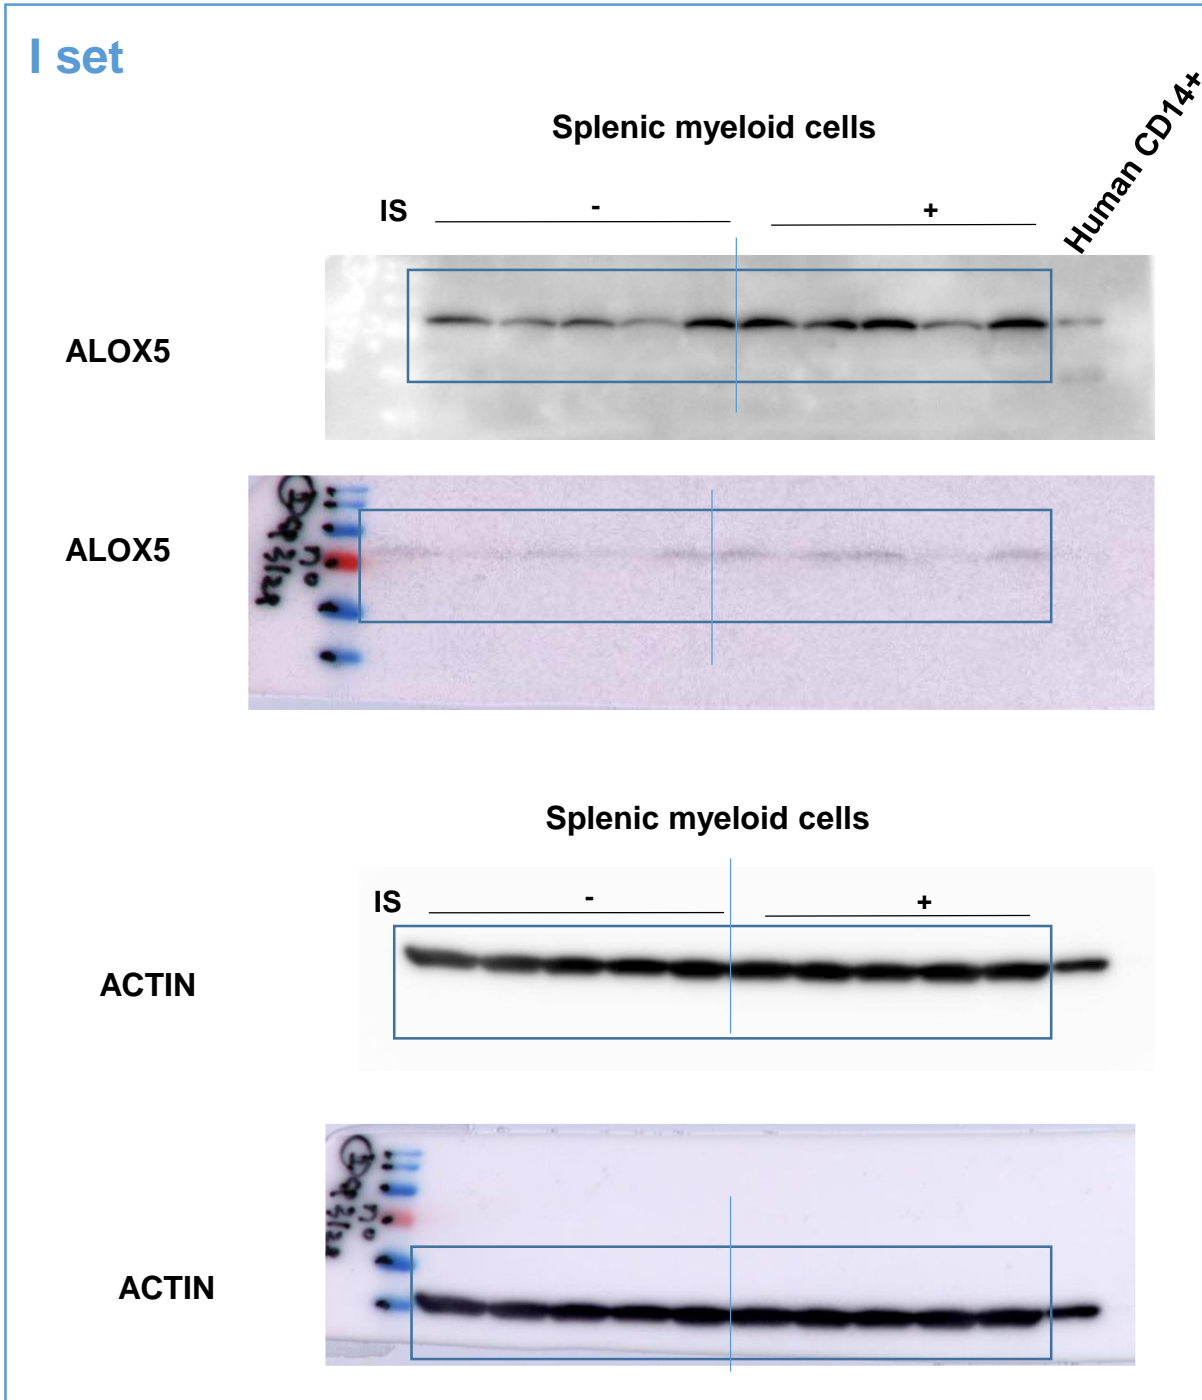 I set
Splenic myeloid cells
Human CD14+
IS - +
ALOX5
ALOX5
Splenic myeloid cells
IS - +
ACTIN
ACTIN